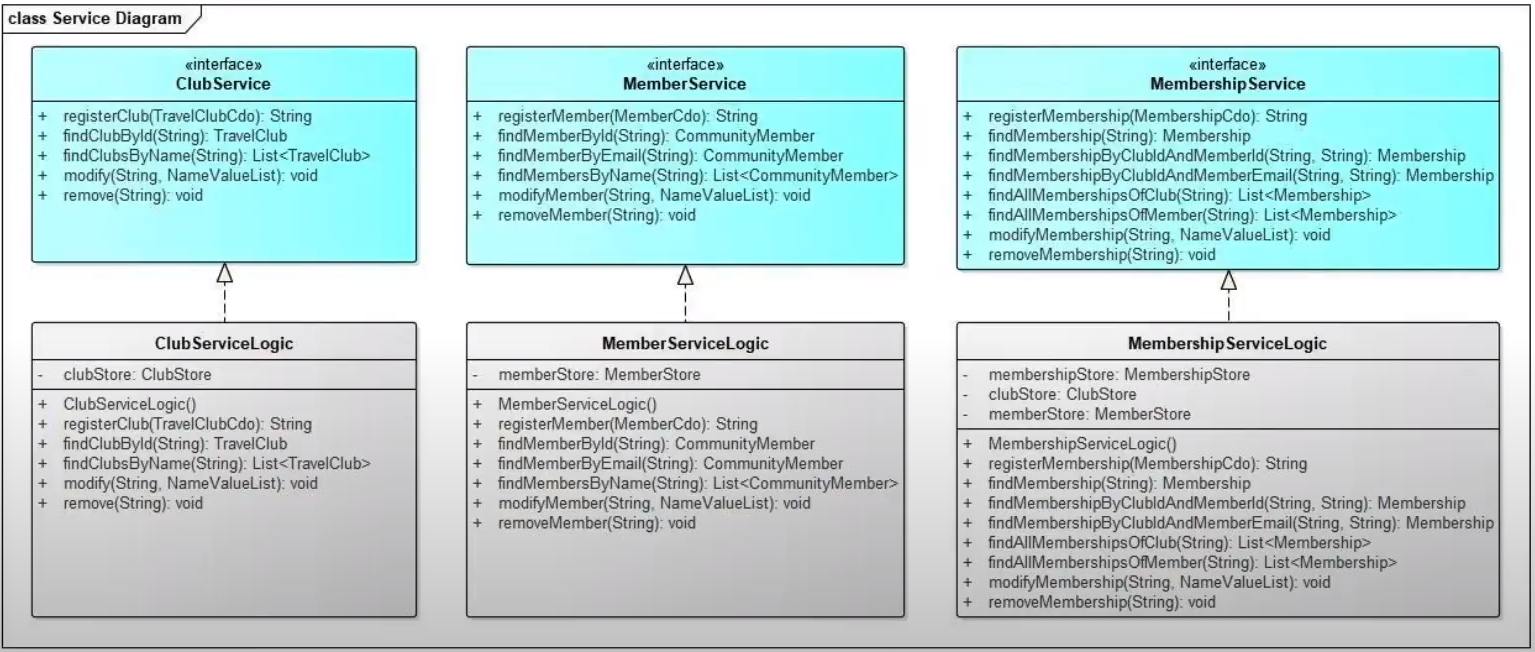 class Service Diagram
«interface»
ClubService
+ registerClub(TravelClubCdo): String
+ findClubById(String): TravelClub
+ findClubsByName(String): List<TravelClub>
+ modify(String, NameValueList): void
+ remove(String): void
«interface»
MemberService
+ registerMember(MemberCdo): String
+ findMemberById(String): CommunityMember
+ findMemberByEmail(String): CommunityMember
+ findMembersByName(String): List<CommunityMember>
+ modifyMember(String, NameValueList): void
+ removeMember(String): void
«interface»
MembershipService
+ registerMembership(MembershipCdo): String
+ findMembership(String): Membership
+ findMembershipByClubIdAndMemberId(String, String): Membership
+ findMembershipByClubIdAndMemberEmail(String, String): Membership
+ findAllMembershipsOfClub(String): List<Membership>
+ findAllMembershipsOfMember(String): List<Membership>
+ modifyMembership(String, NameValueList): void
+ removeMembership(String): void
ClubServiceLogic
- clubStore: ClubStore
+ ClubServiceLogic()
+ registerClub(TravelClubCdo): String
+ findClubById(String): TravelClub
+ findClubsByName(String): List<TravelClub>
+ modify(String, NameValueList): void
+ remove(String): void
MemberServiceLogic
- memberStore: MemberStore
+ MemberServiceLogic()
+ registerMember(MemberCdo): String
+ findMemberById(String): CommunityMember
+ findMemberByEmail(String): CommunityMember
+ findMembersByName(String): List<CommunityMember>
+ modifyMember(String, NameValueList): void
+ removeMember(String): void
MembershipServiceLogic
- membershipStore: MembershipStore
- clubStore: ClubStore
- memberStore: MemberStore
+ MembershipServiceLogic()
+ registerMembership(MembershipCdo): String
+ findMembership(String): Membership
+ findMembershipByClubIdAndMemberId(String, String): Membership
+ findMembershipByClubIdAndMemberEmail(String, String): Membership
+ findAllMembershipsOfClub(String): List<Membership>
+ findAllMembershipsOfMember(String): List<Membership>
+ modifyMembership(String, NameValueList): void
+ removeMembership(String): void